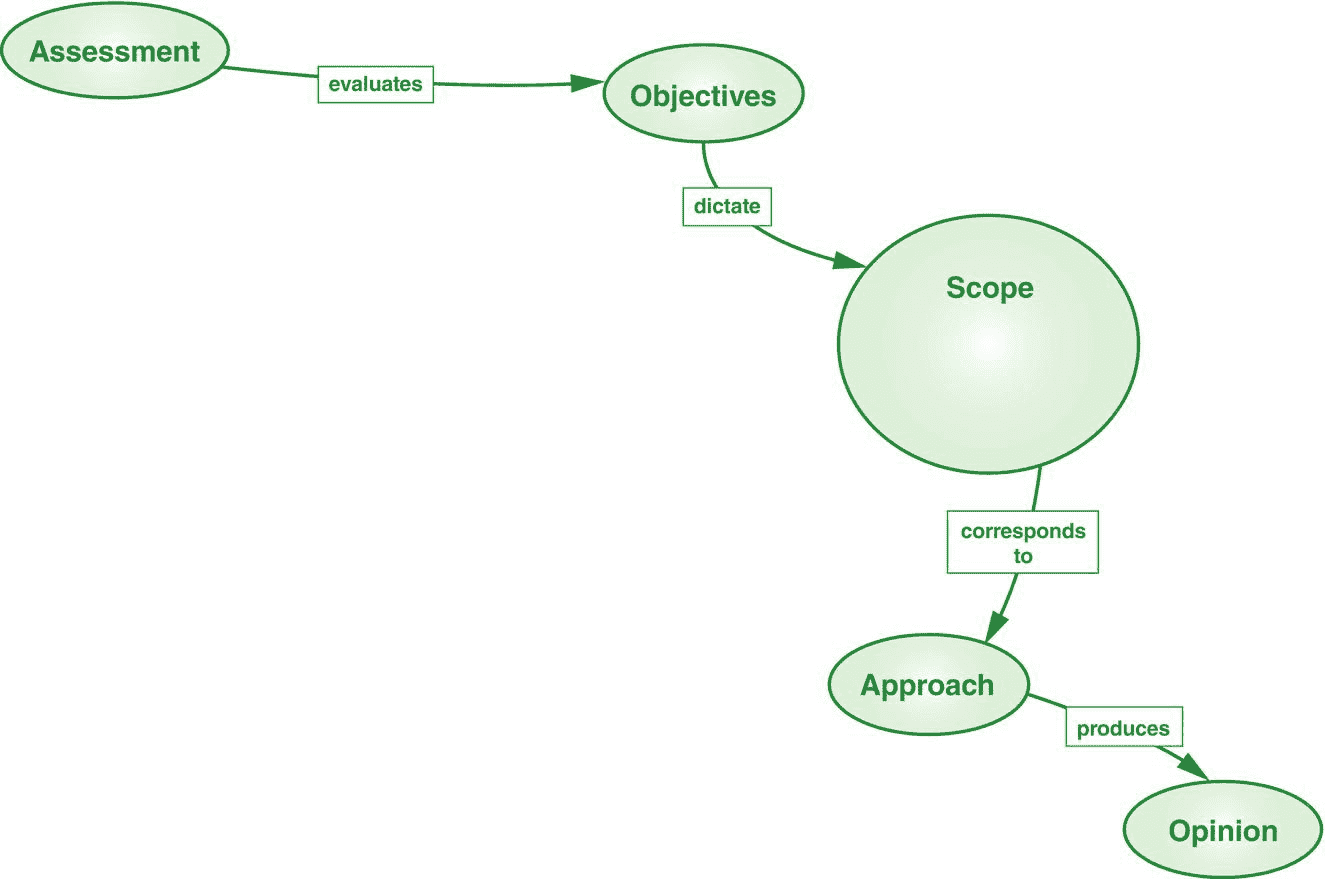 Assessment
evaluates
Objectives
dictate
Scope
corresponds
to
Approach
produces
Opinion